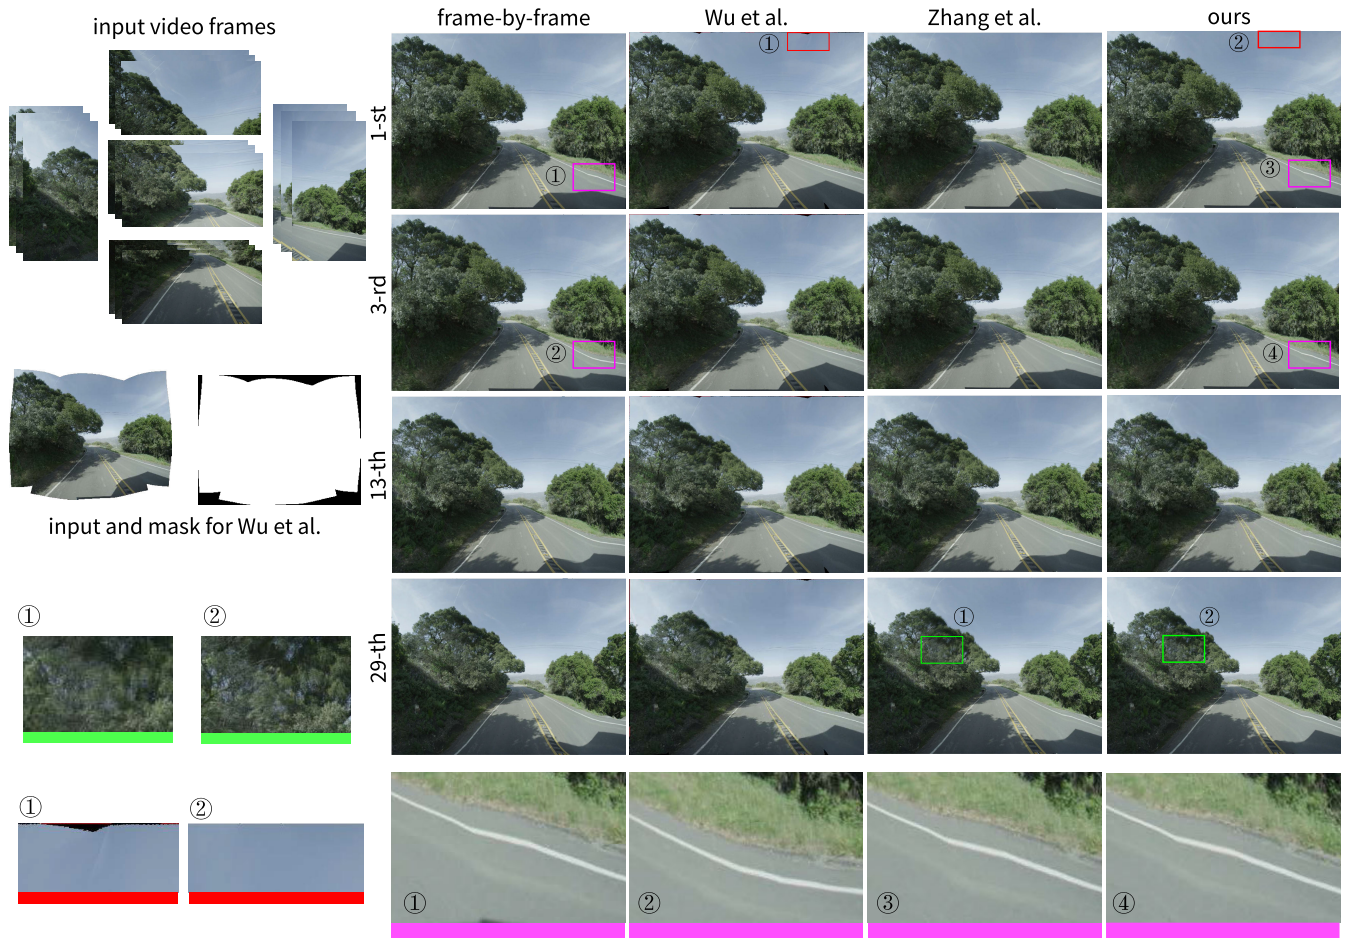 frame-by-frame
Wu et al.
Zhang et al.
ours
input video frames
1-st
①
②
①
③
3-rd
②
④
input and mask for Wu et al.
13-th
29-th
①
②
①
②
①
②
①
②
③
④